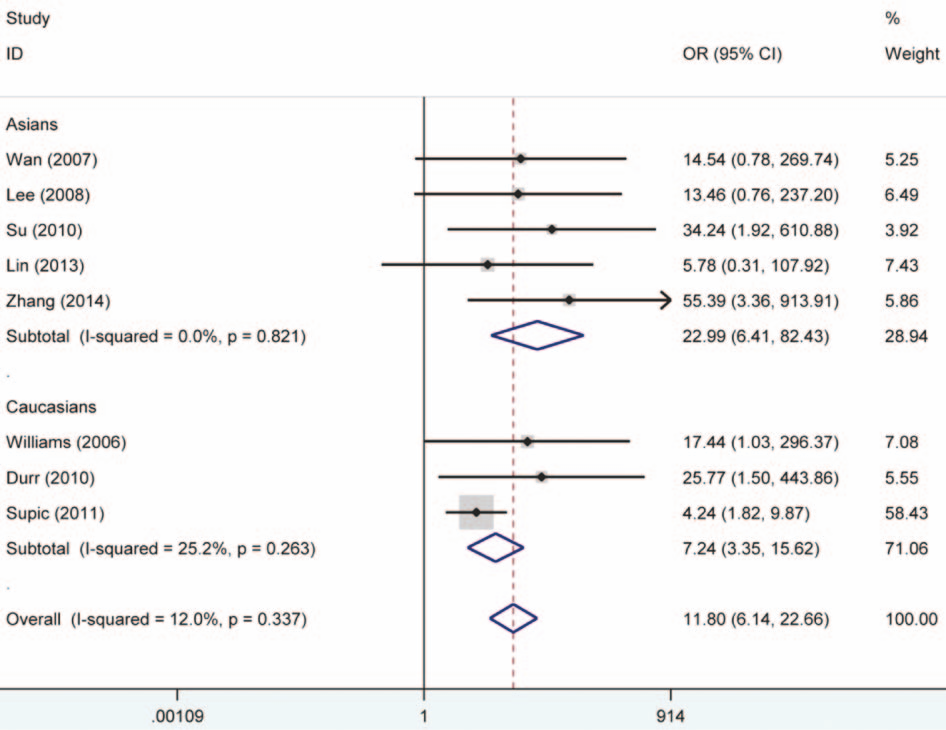 Study %
ID OR (95% CI) Weight
Asians
Wan (2007) 14.54 (0.78, 269.74) 5.25
Lee (2008) 13.46 (0.76, 237.20) 6.49
Su (2010) 34.24 (1.92, 610.88) 3.92
Lin (2013) 5.78 (0.31, 107.92) 7.43
Zhang (2014) 55.39 (3.36, 913.91) 5.86
Subtotal (I-squared = 0.0%, p = 0.821) 22.99 (6.41, 82.43) 28.94
.
Caucasians
Williams (2006) 17.44 (1.03, 296.37) 7.08
Durr (2010) 25.77 (1.50, 443.86) 5.55
Supic (2011) 4.24 (1.82, 9.87) 58.43
Subtotal (I-squared = 25.2%, p = 0.263) 7.24 (3.35, 15.62) 71.06
.
Overall (I-squared = 12.0%, p = 0.337) 11.80 (6.14, 22.66) 100.00
.00109 1 914